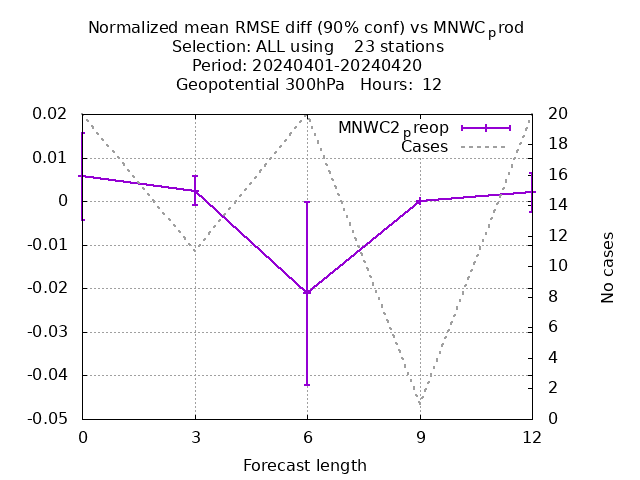 Normalized mean RMSE diff (90% conf) vs MNWC_prod
Selection: ALL using    23 stations
Period: 20240401-20240420
Geopotential 300hPa   Hours:  12
MNWC2_preop
Cases
0.02
0.01
0
-0.01
-0.02
-0.03
-0.04
-0.05
20
18
16
14
12
10
8
6
4
2
0
No cases
0 3 6 9 12
Forecast length